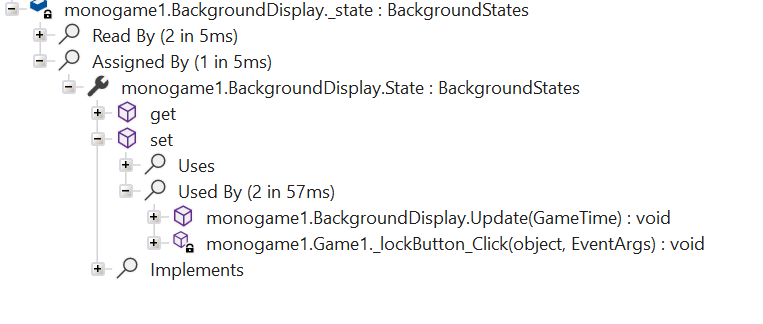 monogame1.BackgroundDisplay._state : BackgroundStates
Read By (2 in 5ms)
Assigned By (1 in 5ms)
monogame1.BackgroundDisplay.State : BackgroundStates
get
set
Uses
Used By (2 in 57ms)
monogame1.BackgroundDisplay.Update(GameTime) : void
monogame1.Game1._lockButton_Click(object, EventArgs) : void
Implements